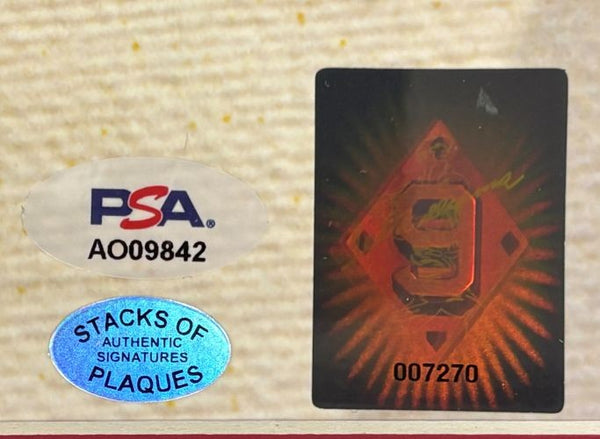 PSA®
AO09842
STACKS OF
AUTHENTIC
SIGNATURES
PLAQUES
9
007270